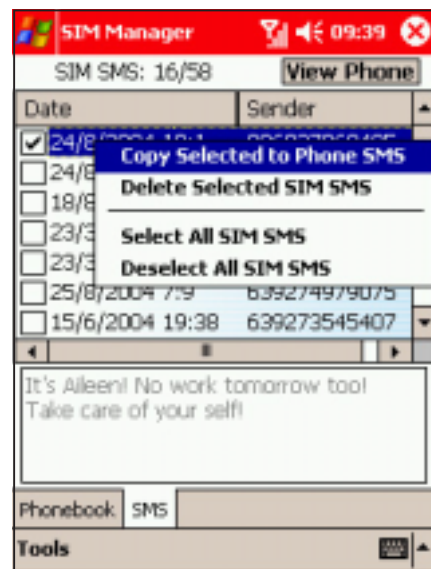 SIM Manager 09:39
SIM SMS: 16/58 View Phone
Date Sender
24/8/2004
Copy Selected to Phone SMS
24/8
Delete Selected SIM SMS
18/8
23/3
Select All SIM SMS
23/3
Deselect All SIM SMS
25/8/2004 7:9 639274979075
15/6/2004 19:38 639273545407
It's Aileen! No work tomorrow too!
Take care of your self!
Phonebook SMS
Tools